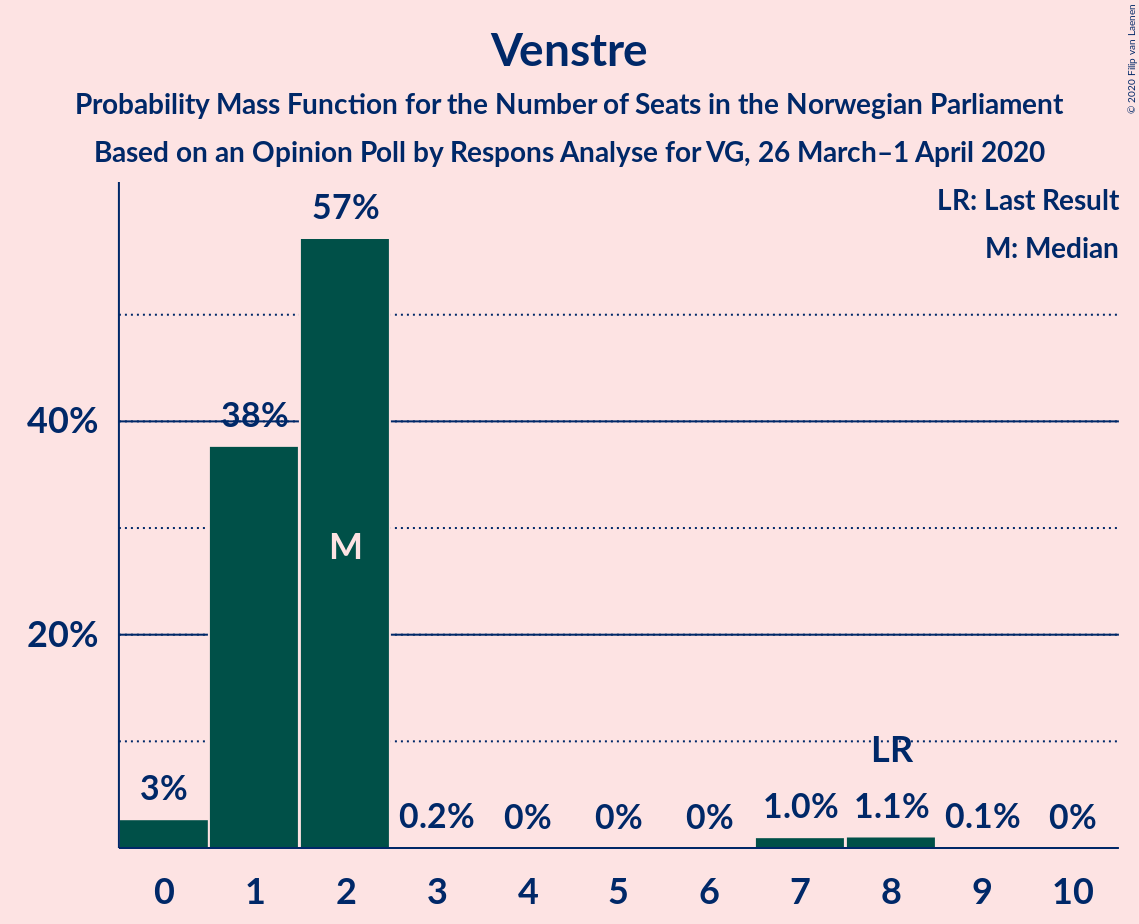 Venstre
Probability Mass Function for the Number of Seats in the Norwegian Parliament
Based on an Opinion Poll by Respons Analyse for VG, 26 March–1 April 2020
© 2020 Filip van Laenen
LR: Last Result
M: Median
57%
40%
38%
M
20%
LR
3%
0.2%
0%
0%
0%
1.0%
1.1%
0.1%
0%
0 1 2 3 4 5 6 7 8 9 10